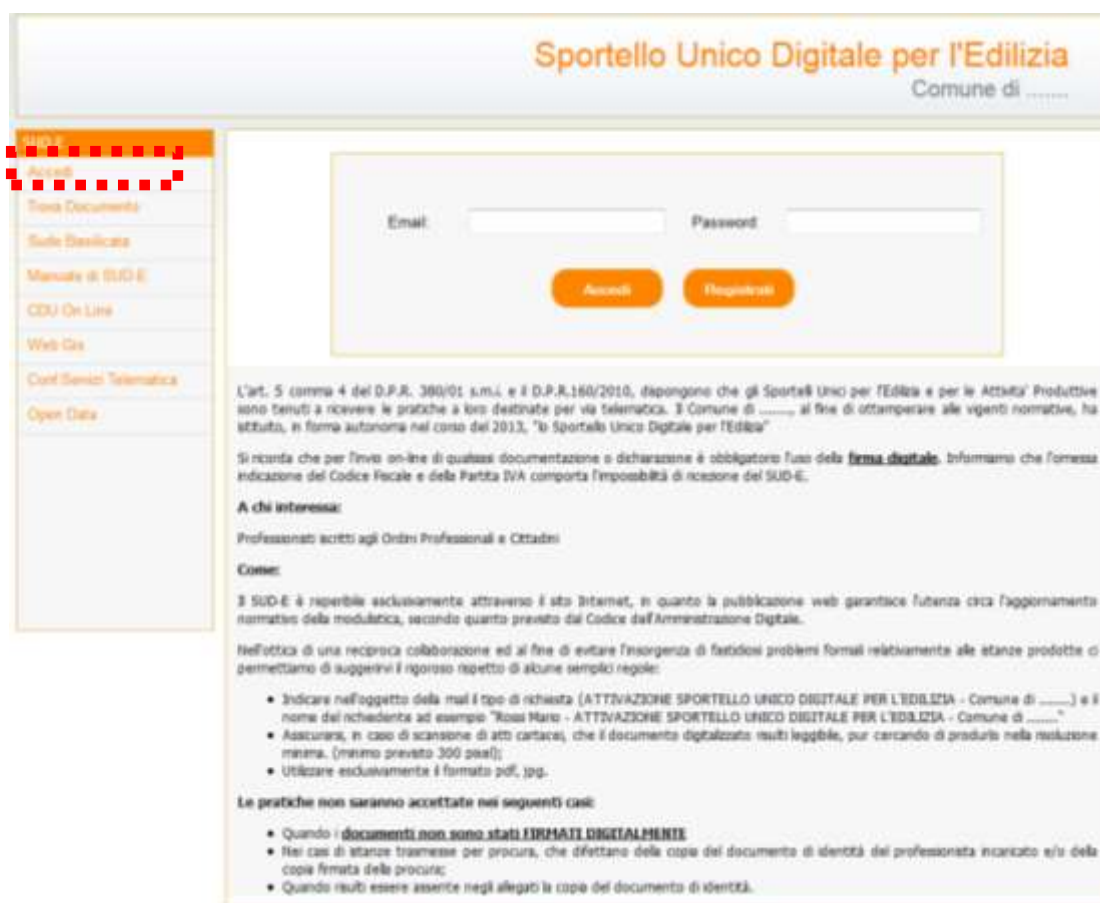 Sportello Unico Digitale per l'Edilizia
Comune di .......
SUD-E
Accedi
Trova Documento
Sude Basilicata
Manuale di SUD-E
CDU On Line
Web Gis
Conf Servizi Telematica
Open Data
Email:
Password:
Accedi
Registrati
L'art. 5 comma 4 del D.P.R. 380/01 s.m.i. e il D.P.R.160/2010, dispongono che gli Sportelli Unici per l'Edilizia e per le Attivita' Produttive
sono tenuti a ricevere le pratiche a loro destinate per via telematica. Il Comune di ......., al fine di ottemperare alle vigenti normative, ha
istituito, in forma autonoma nel corso del 2013, "lo Sportello Unico Digitale per l'Edilizia"
Si ricorda che per l'invio on-line di qualsiasi documentazione o dichiarazione è obbligatorio l'uso della firma digitale. Informiamo che l'omessa
indicazione del Codice Fiscale e della Partita IVA comporta l'impossibilità di ricezione del SUD-E.
A chi interessa:
Professionisti iscritti agli Ordini Professionali e Cittadini
Come:
Il SUD-E è reperibile esclusivamente attraverso il sito Internet, in quanto la pubblicazione web garantisce l'utenza circa l'aggiornamento
normativo della modulistica, secondo quanto previsto dal Codice dell'Amministrazione Digitale.
Nell'ottica di una reciproca collaborazione ed al fine di evitare l'insorgenza di fastidiosi problemi formali relativamente alle istanze prodotte ci
permettiamo di suggerirvi il rigoroso rispetto di alcune semplici regole:
• Indicare nell'oggetto della mail il tipo di richiesta (ATTIVAZIONE SPORTELLO UNICO DIGITALE PER L'EDILIZIA - Comune di .......) e il
nome del richiedente ad esempio "Rossi Mario - ATTIVAZIONE SPORTELLO UNICO DIGITALE PER L'EDILIZIA - Comune di ......."
• Assicurarsi, in caso di scansione di atti cartacei, che il documento digitalizzato risulti leggibile, pur cercando di produrlo nella risoluzione
minima. (minimo previsto 300 pixel);
• Utilizzare esclusivamente il formato pdf, jpg.
Le pratiche non saranno accettate nei seguenti casi:
• Quando i documenti non sono stati FIRMATI DIGITALMENTE
• Nei casi di istanze trasmesse per procura, che difettano della copia del documento di identità del professionista incaricato e/o della
copia firmata della procura;
• Quando risulti essere assente negli allegati la copia del documento di identità.